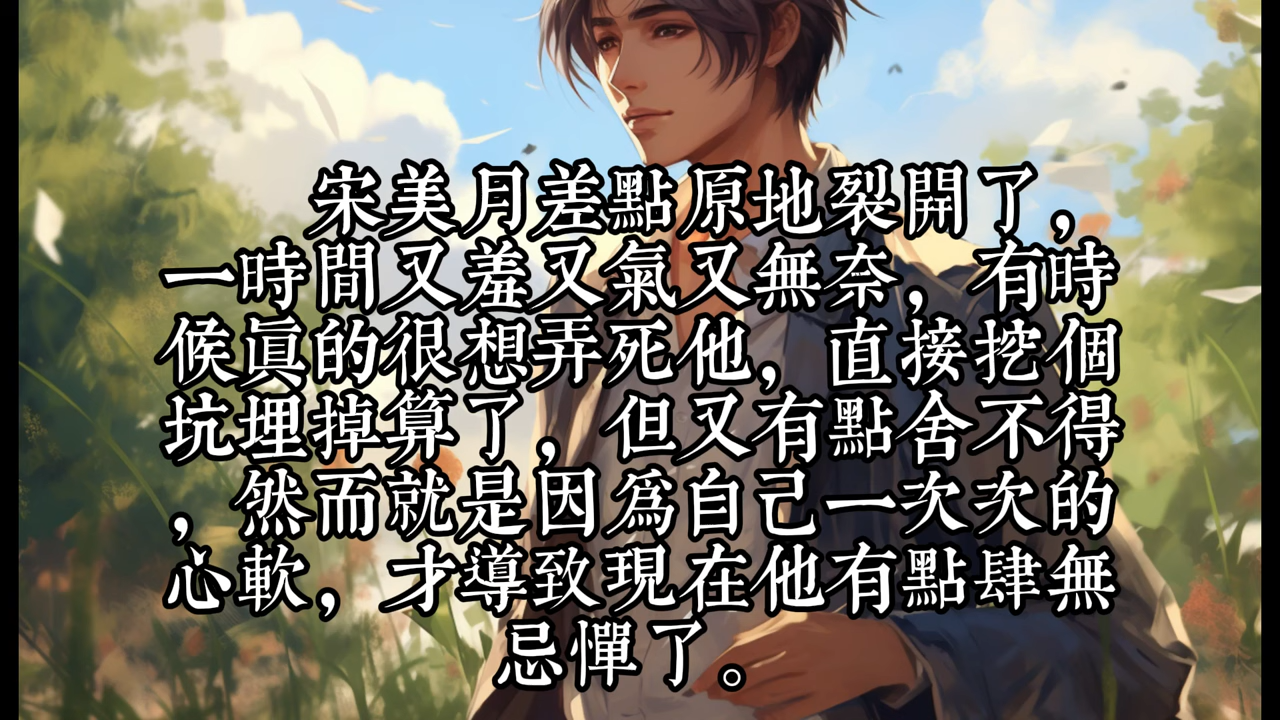 宋美月差點原地裂開了，
一時間又羞又氣又無奈，有時
候眞的很想弄死他，直接挖個
坑埋掉算了，但又有點舍不得
，然而就是因爲自己一次次的
心軟，才導致現在他有點肆無
忌憚了。